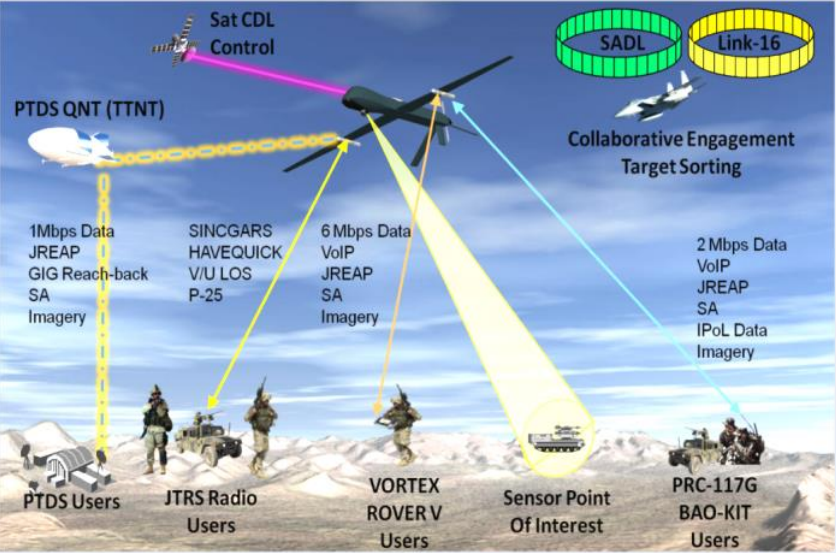 Sat CDL
Control
SADL
Link-16
PTDS QNT (TTNT)
Collaborative Engagement
Target Sorting
1Mbps Data
JREAP
GIG Reach-back
SA
Imagery
SINCGARS
HAVEQUICK
V/U LOS
P-25
6 Mbps Data
VoIP
JREAP
SA
Imagery
2 Mbps Data
VoIP
JREAP
SA
IPoL Data
Imagery
PTDS Users
JTRS Radio
Users
VORTEX
ROVER V
Users
Sensor Point
Of Interest
PRC-117G
BAO-KIT
Users